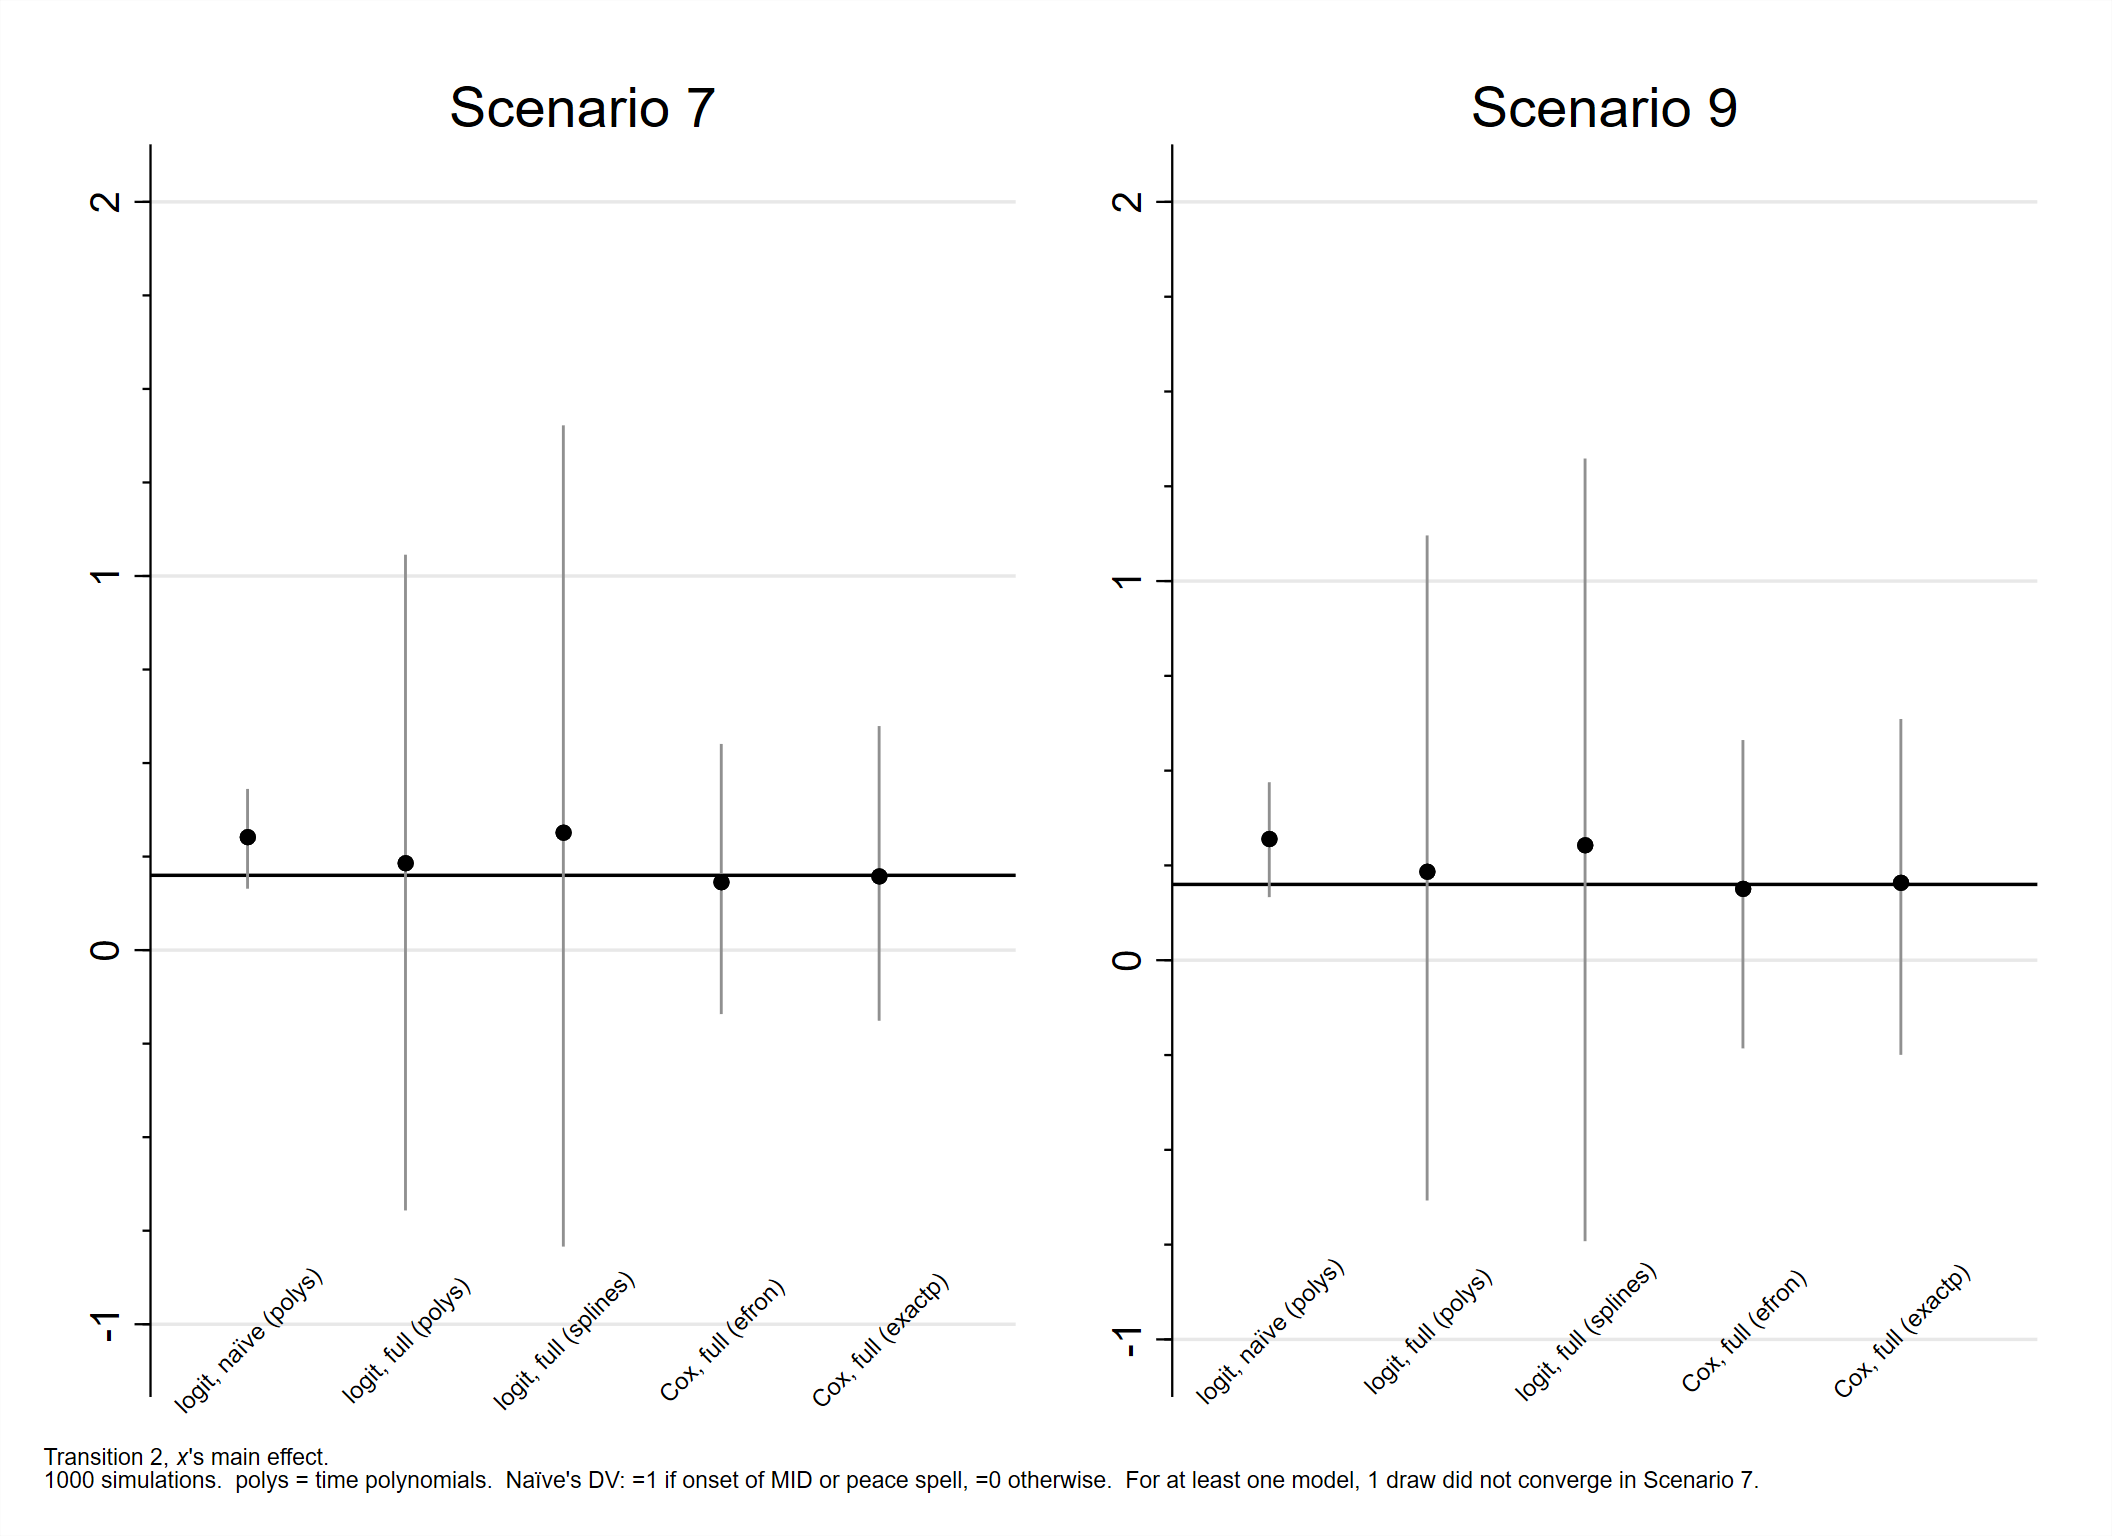 Scenario 7
2
1
0
-1
logit, naïve (polys)
logit, full (polys)
logit, full (splines)
Cox, full (efron)
Cox, full (exactp)
Scenario 9
2
1
0
-1
logit, naïve (polys)
logit, full (polys)
logit, full (splines)
Cox, full (efron)
Cox, full (exactp)
Transition 2, x's main effect.
1000 simulations.  polys = time polynomials.  Naïve's DV: =1 if onset of MID or peace spell, =0 otherwise.  For at least one model, 1 draw did not converge in Scenario 7.